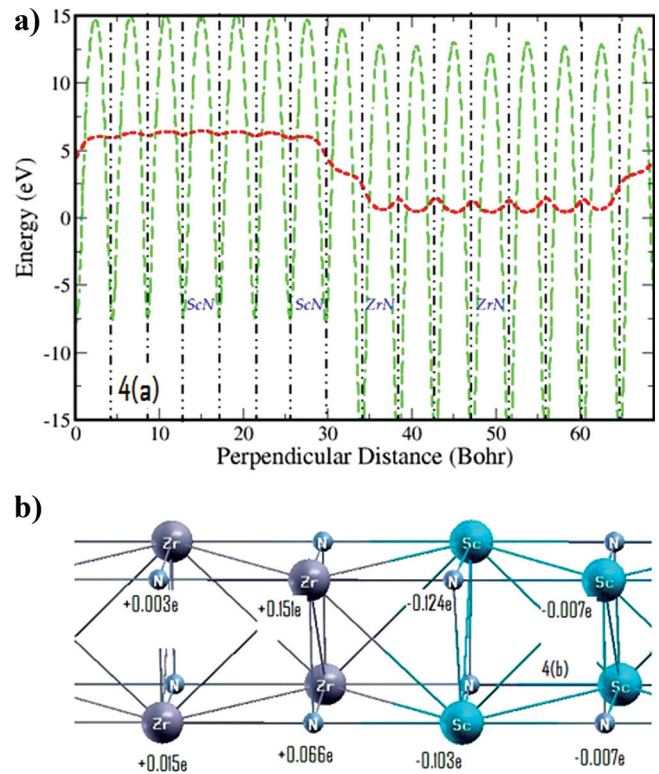 a)
15
10
5
0
-5
-10
-15
Energy (eV)
ScN ScN ZrN ZrN
4(a)
0 10 20 30 40 50 60
Perpendicular Distance (Bohr)
b)
Zr N Sc N
N Zr N Sc
+0.003e +0.151e -0.124e -0.007e
4(b)
N Zr N Sc
Zr N Sc N
+0.015e +0.066e -0.103e -0.007e